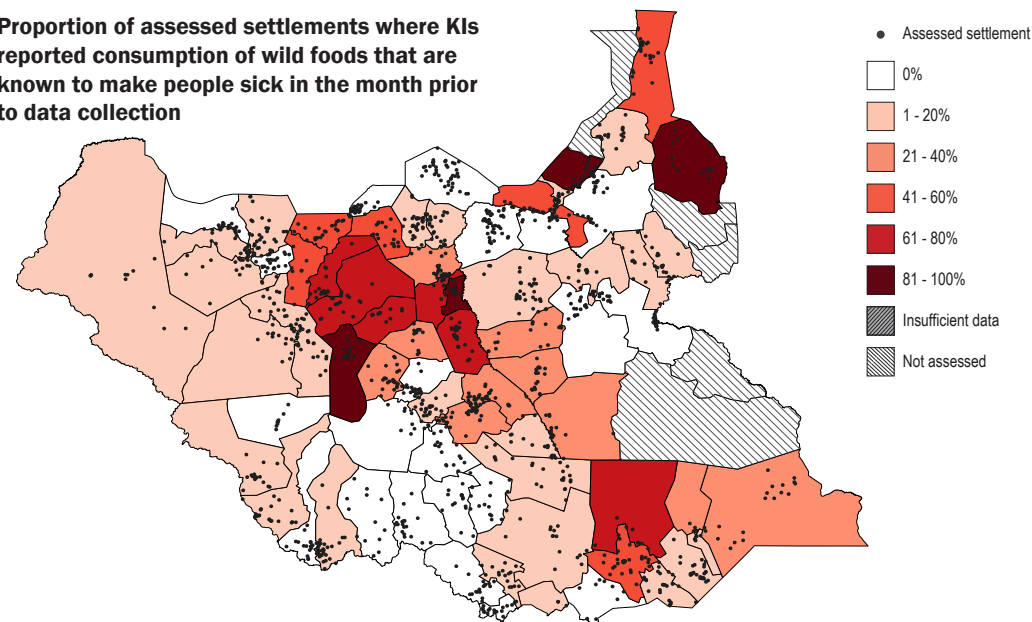 Proportion of assessed settlements where KIs
reported consumption of wild foods that are
known to make people sick in the month prior
to data collection
Assessed settlement
0%
1 - 20%
21 - 40%
41 - 60%
61 - 80%
81 - 100%
Insufficient data
Not assessed